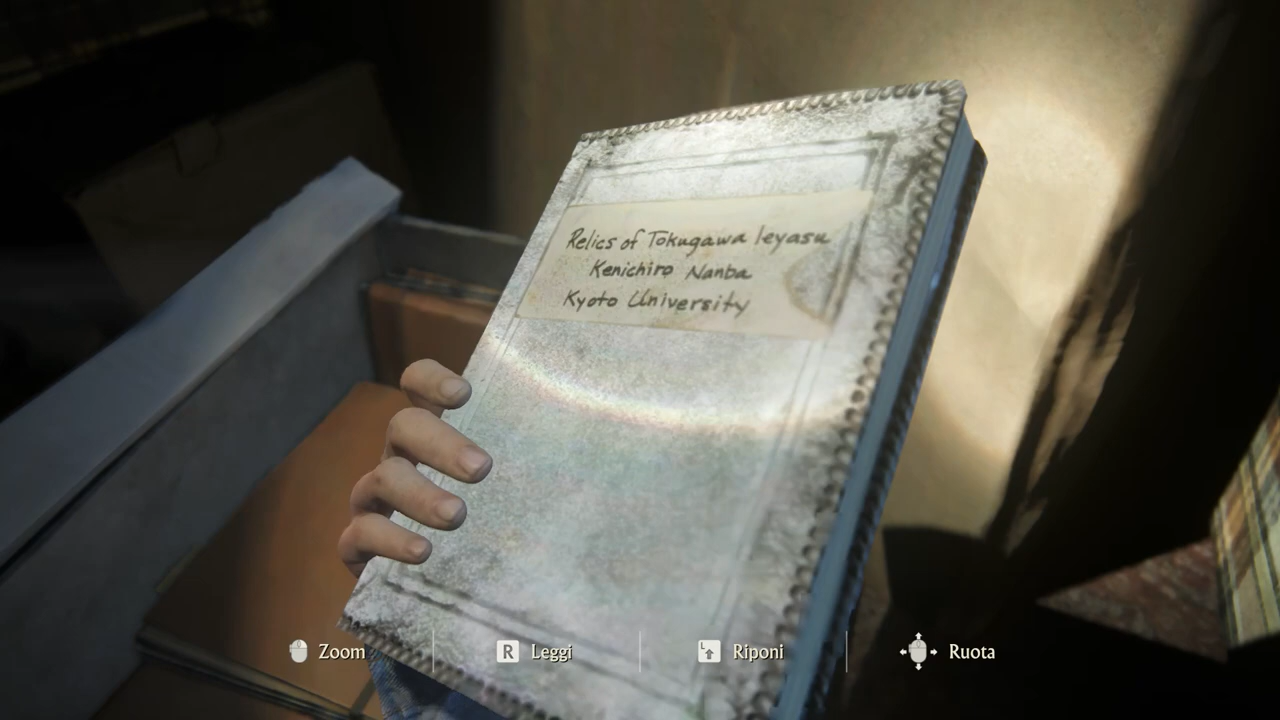 Relics of Tokugawa Ieyasu
Kenichiro Nanba
Kyoto University
Zoom
R Leggi
L Riponi
Ruota